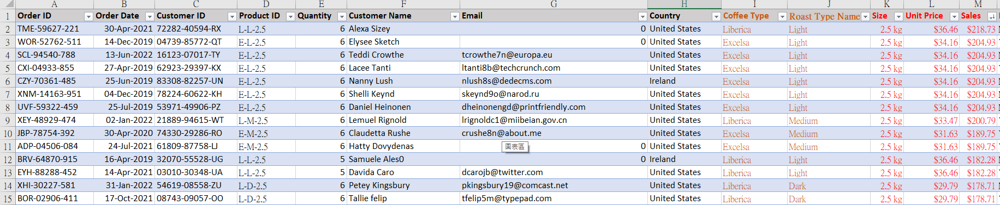 A B C D E F G H I J K L M
1 Order ID Order Date Customer ID Product ID Quantity Customer Name Email Country Coffee Type Roast Type Name Size Unit Price Sales
2 TME-59627-221 30-Apr-2021 72282-40594-RX L-L-2.5 6 Alexa Sizey 0 United States Liberica Light 2.5 kg $36.46 $218.73
3 WOR-52762-511 14-Dec-2019 04739-85772-QT E-L-2.5 6 Elysee Sketch 0 United States Excelsa Light 2.5 kg $34.16 $204.93
4 SCL-94540-788 13-Jun-2022 16123-07017-TY E-L-2.5 6 Teddi Crowthe tcrowthe7n@europa.eu United States Excelsa Light 2.5 kg $34.16 $204.93
5 CXI-04933-855 27-Apr-2019 62923-29397-KX E-L-2.5 6 Lacee Tanti ltanti8b@techcrunch.com United States Excelsa Light 2.5 kg $34.16 $204.93
6 CZY-70361-485 25-Jun-2019 83308-82257-UN E-L-2.5 6 Nanny Lush nlush8s@dedecms.com Ireland Excelsa Light 2.5 kg $34.16 $204.93
7 XNM-14163-951 04-Dec-2019 78224-60622-KH E-L-2.5 6 Shelli Keynd skeynd9o@narod.ru United States Excelsa Light 2.5 kg $34.16 $204.93
8 UVF-59322-459 25-Jul-2019 53971-49906-PZ E-L-2.5 6 Daniel Heinonen dheinonengd@printfriendly.com United States Excelsa Light 2.5 kg $34.16 $204.93
9 XEY-48929-474 02-Jan-2022 21889-94615-WT L-M-2.5 6 Lemuel Rignold lrignoldc1@miibeian.gov.cn United States Liberica Medium 2.5 kg $33.47 $200.79
10 JBP-78754-392 30-Apr-2020 74330-29286-RO E-M-2.5 6 Claudetta Rushe crushe8n@about.me United States Excelsa Medium 2.5 kg $31.63 $189.75
11 ADP-04506-084 24-Jul-2021 61809-87758-LJ E-M-2.5 6 Hatty Dovydenas 圖表區 0 United States Excelsa Medium 2.5 kg $31.63 $189.75
12 BRV-64870-915 16-Apr-2019 32070-55528-UG L-L-2.5 5 Samuele Ales0 0 Ireland Liberica Light 2.5 kg $36.46 $182.28
13 EYH-88288-452 14-Apr-2021 03010-30348-UA L-L-2.5 5 Davida Caro dcarojb@twitter.com United States Liberica Light 2.5 kg $36.46 $182.28
14 XHI-30227-581 31-Jan-2022 54619-08558-ZU L-D-2.5 6 Petey Kingsbury pkingsbury19@comcast.net United States Liberica Dark 2.5 kg $29.79 $178.71
15 BOR-02906-411 17-Oct-2021 08743-09057-OO L-D-2.5 6 Tallie felip tfelip5m@typepad.com United States Liberica Dark 2.5 kg $29.79 $178.71